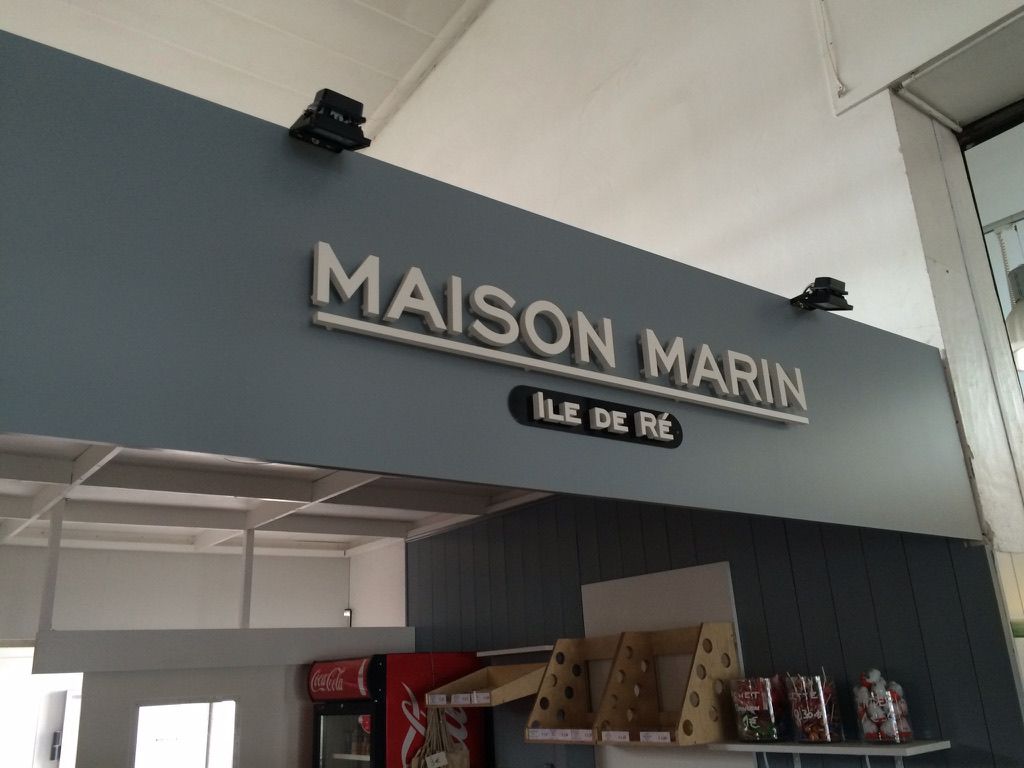 MAISON MARIN
ILE DE RÉ
Coca-Cola